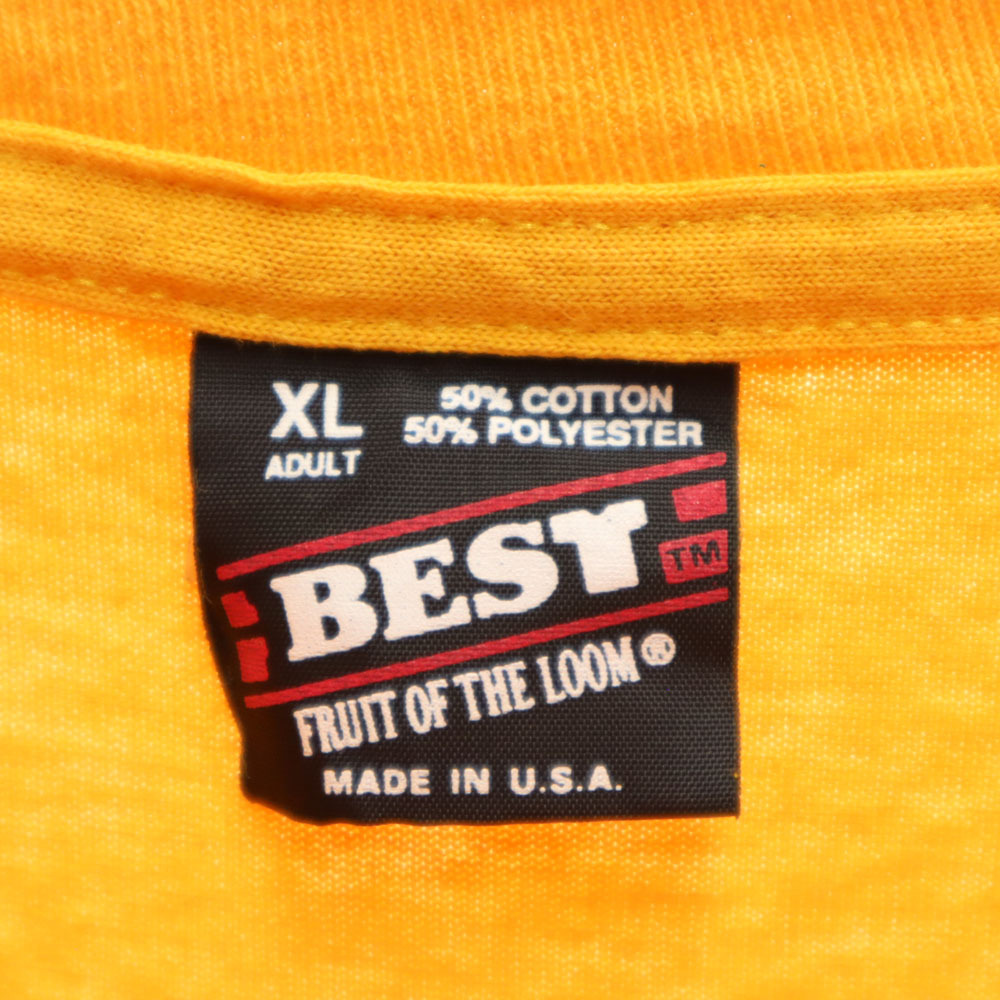 XL
ADULT
50% COTTON
50% POLYESTER
BEST
TM
FRUIT OF THE LOOM®
MADE IN U.S.A.